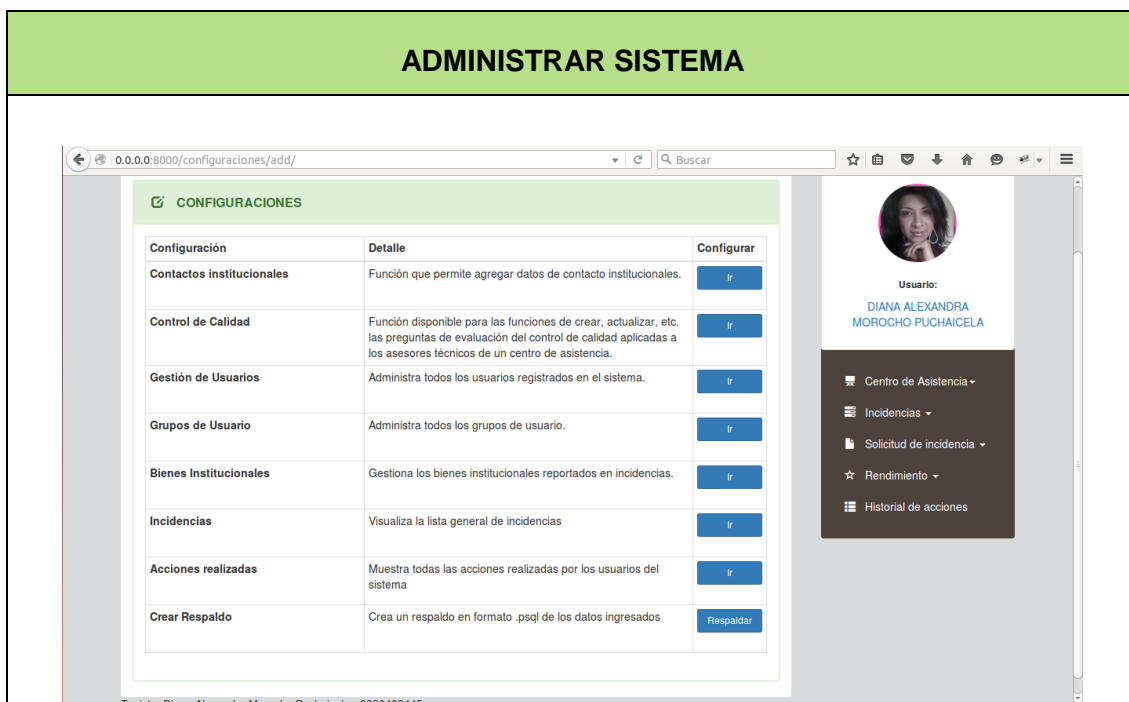 ADMINISTRAR SISTEMA
0.0.0.0:8000/configuraciones/add/
Buscar
CONFIGURACIONES
Configuración Detalle Configurar
Contactos institucionales Función que permite agregar datos de contacto institucionales. Ir
Control de Calidad Función disponible para las funciones de crear, actualizar, etc.
las preguntas de evaluación del control de calidad aplicadas a
los asesores técnicos de un centro de asistencia.
Ir
Gestión de Usuarios Administra todos los usuarios registrados en el sistema. Ir
Grupos de Usuario Administra todos los grupos de usuario. Ir
Bienes Institucionales Gestiona los bienes institucionales reportados en incidencias. Ir
Incidencias Visualiza la lista general de incidencias Ir
Acciones realizadas Muestra todas las acciones realizadas por los usuarios del
sistema
Ir
Crear Respaldo Crea un respaldo en formato .psql de los datos ingresados Respaldar
Usuario:
DIANA ALEXANDRA
MOROCHO PUCHAICELA
Centro de Asistencia
Incidencias
Solicitud de incidencia
Rendimiento
Historial de acciones